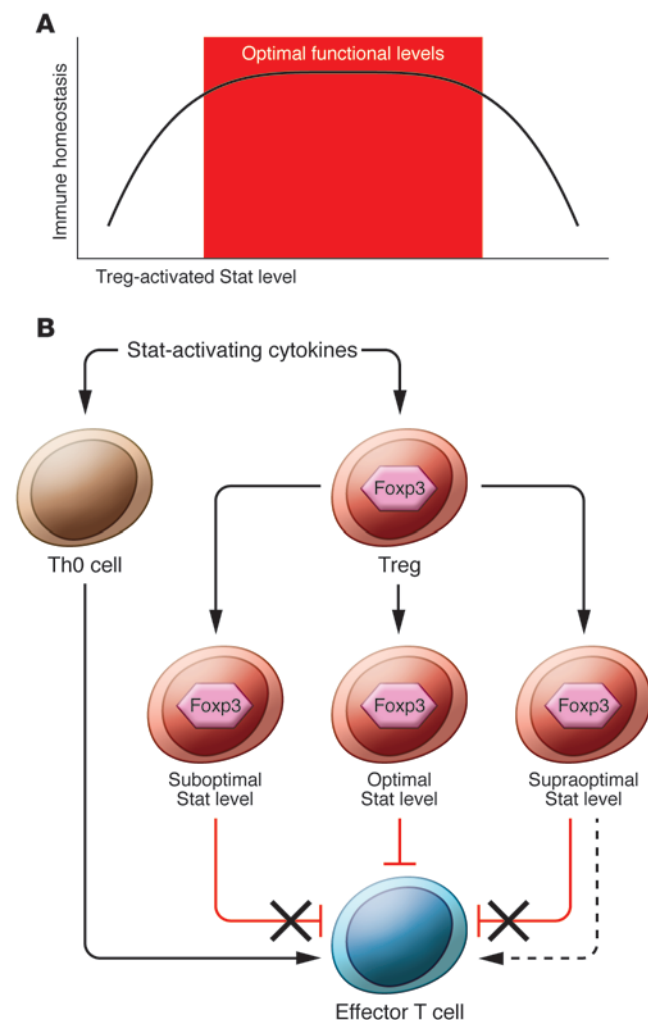 A
Optimal functional levels
Immune homeostasis
Treg-activated Stat level
B
Stat-activating cytokines
Foxp3
Th0 cell
Treg
Foxp3
Foxp3
Foxp3
Suboptimal
Stat level
Optimal
Stat level
Supraoptimal
Stat level
Effector T cell